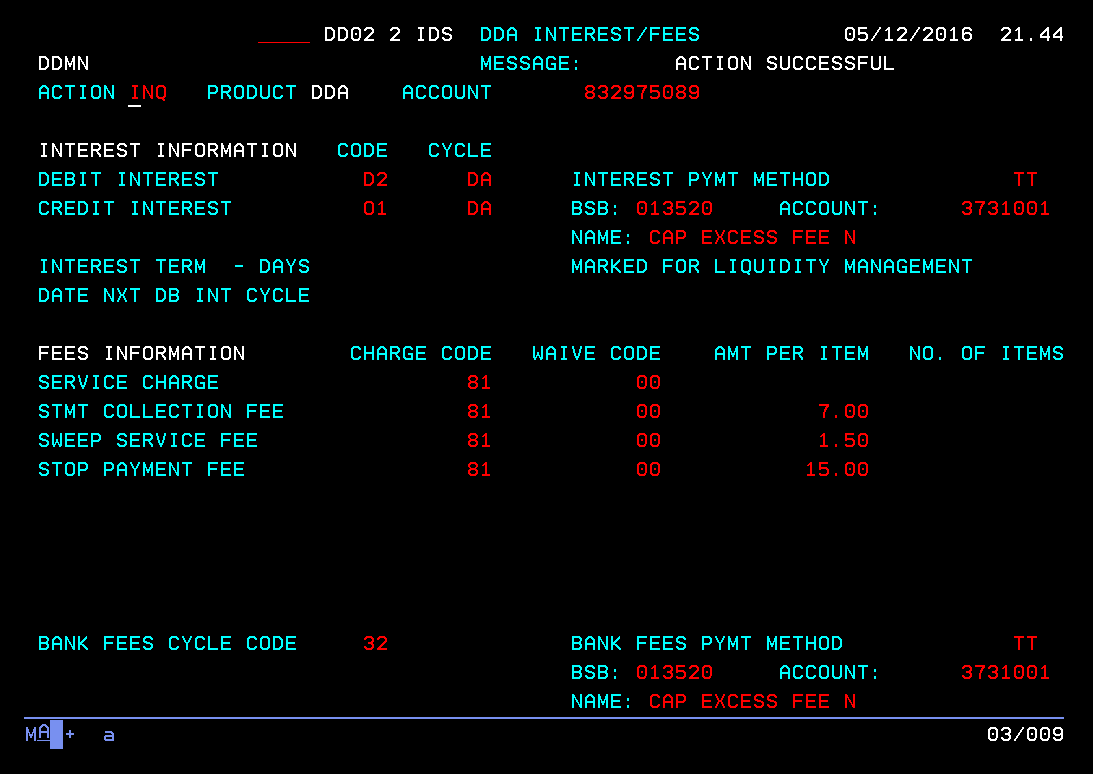 ____ DD02 2 IDS DDA INTEREST/FEES 05/12/2016 21.44
DDMN MESSAGE: ACTION SUCCESSFUL
ACTION INQ PRODUCT DDA ACCOUNT 832975089
INTEREST INFORMATION CODE CYCLE
DEBIT INTEREST D2 DA INTEREST PYMT METHOD TT
CREDIT INTEREST 01 DA BSB: 013520 ACCOUNT: 3731001
NAME: CAP EXCESS FEE N
INTEREST TERM - DAYS MARKED FOR LIQUIDITY MANAGEMENT
DATE NXT DB INT CYCLE
FEES INFORMATION CHARGE CODE WAIVE CODE AMT PER ITEM NO. OF ITEMS
SERVICE CHARGE 81 00
STMT COLLECTION FEE 81 00 7.00
SWEEP SERVICE FEE 81 00 1.50
STOP PAYMENT FEE 81 00 15.00
BANK FEES CYCLE CODE 32 BANK FEES PYMT METHOD TT
BSB: 013520 ACCOUNT: 3731001
NAME: CAP EXCESS FEE N
MA + a 03/009